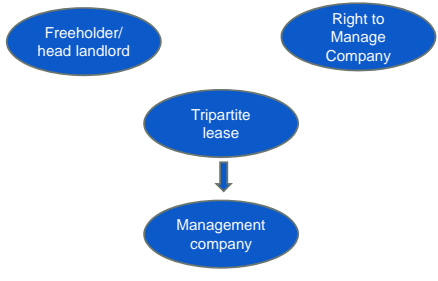 Freeholder/
head landlord
Right to
Manage
Company
Tripartite
lease
Management
company